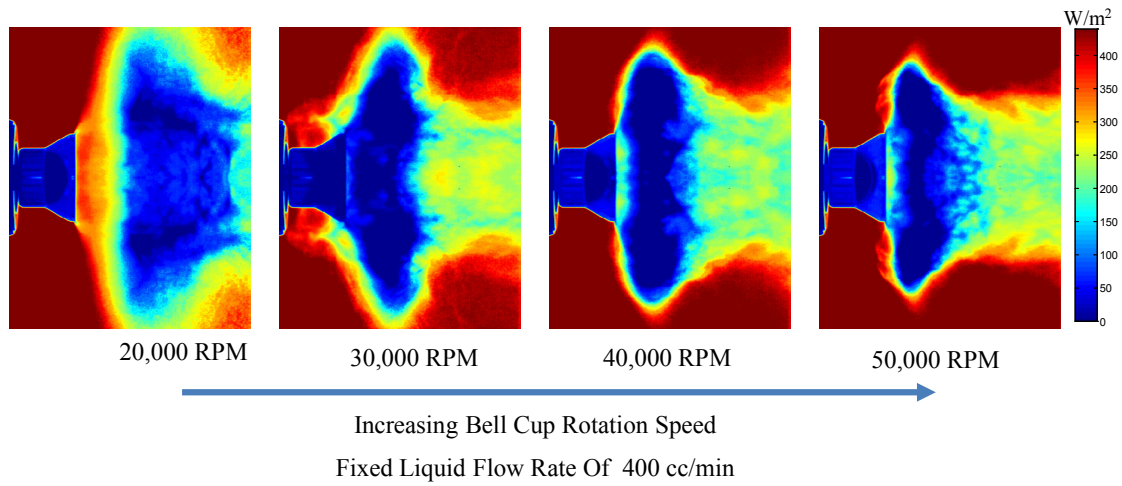 W/m²
400
350
300
250
200
150
100
50
0
20,000 RPM
30,000 RPM
40,000 RPM
50,000 RPM
Increasing Bell Cup Rotation Speed
Fixed Liquid Flow Rate Of 400 cc/min